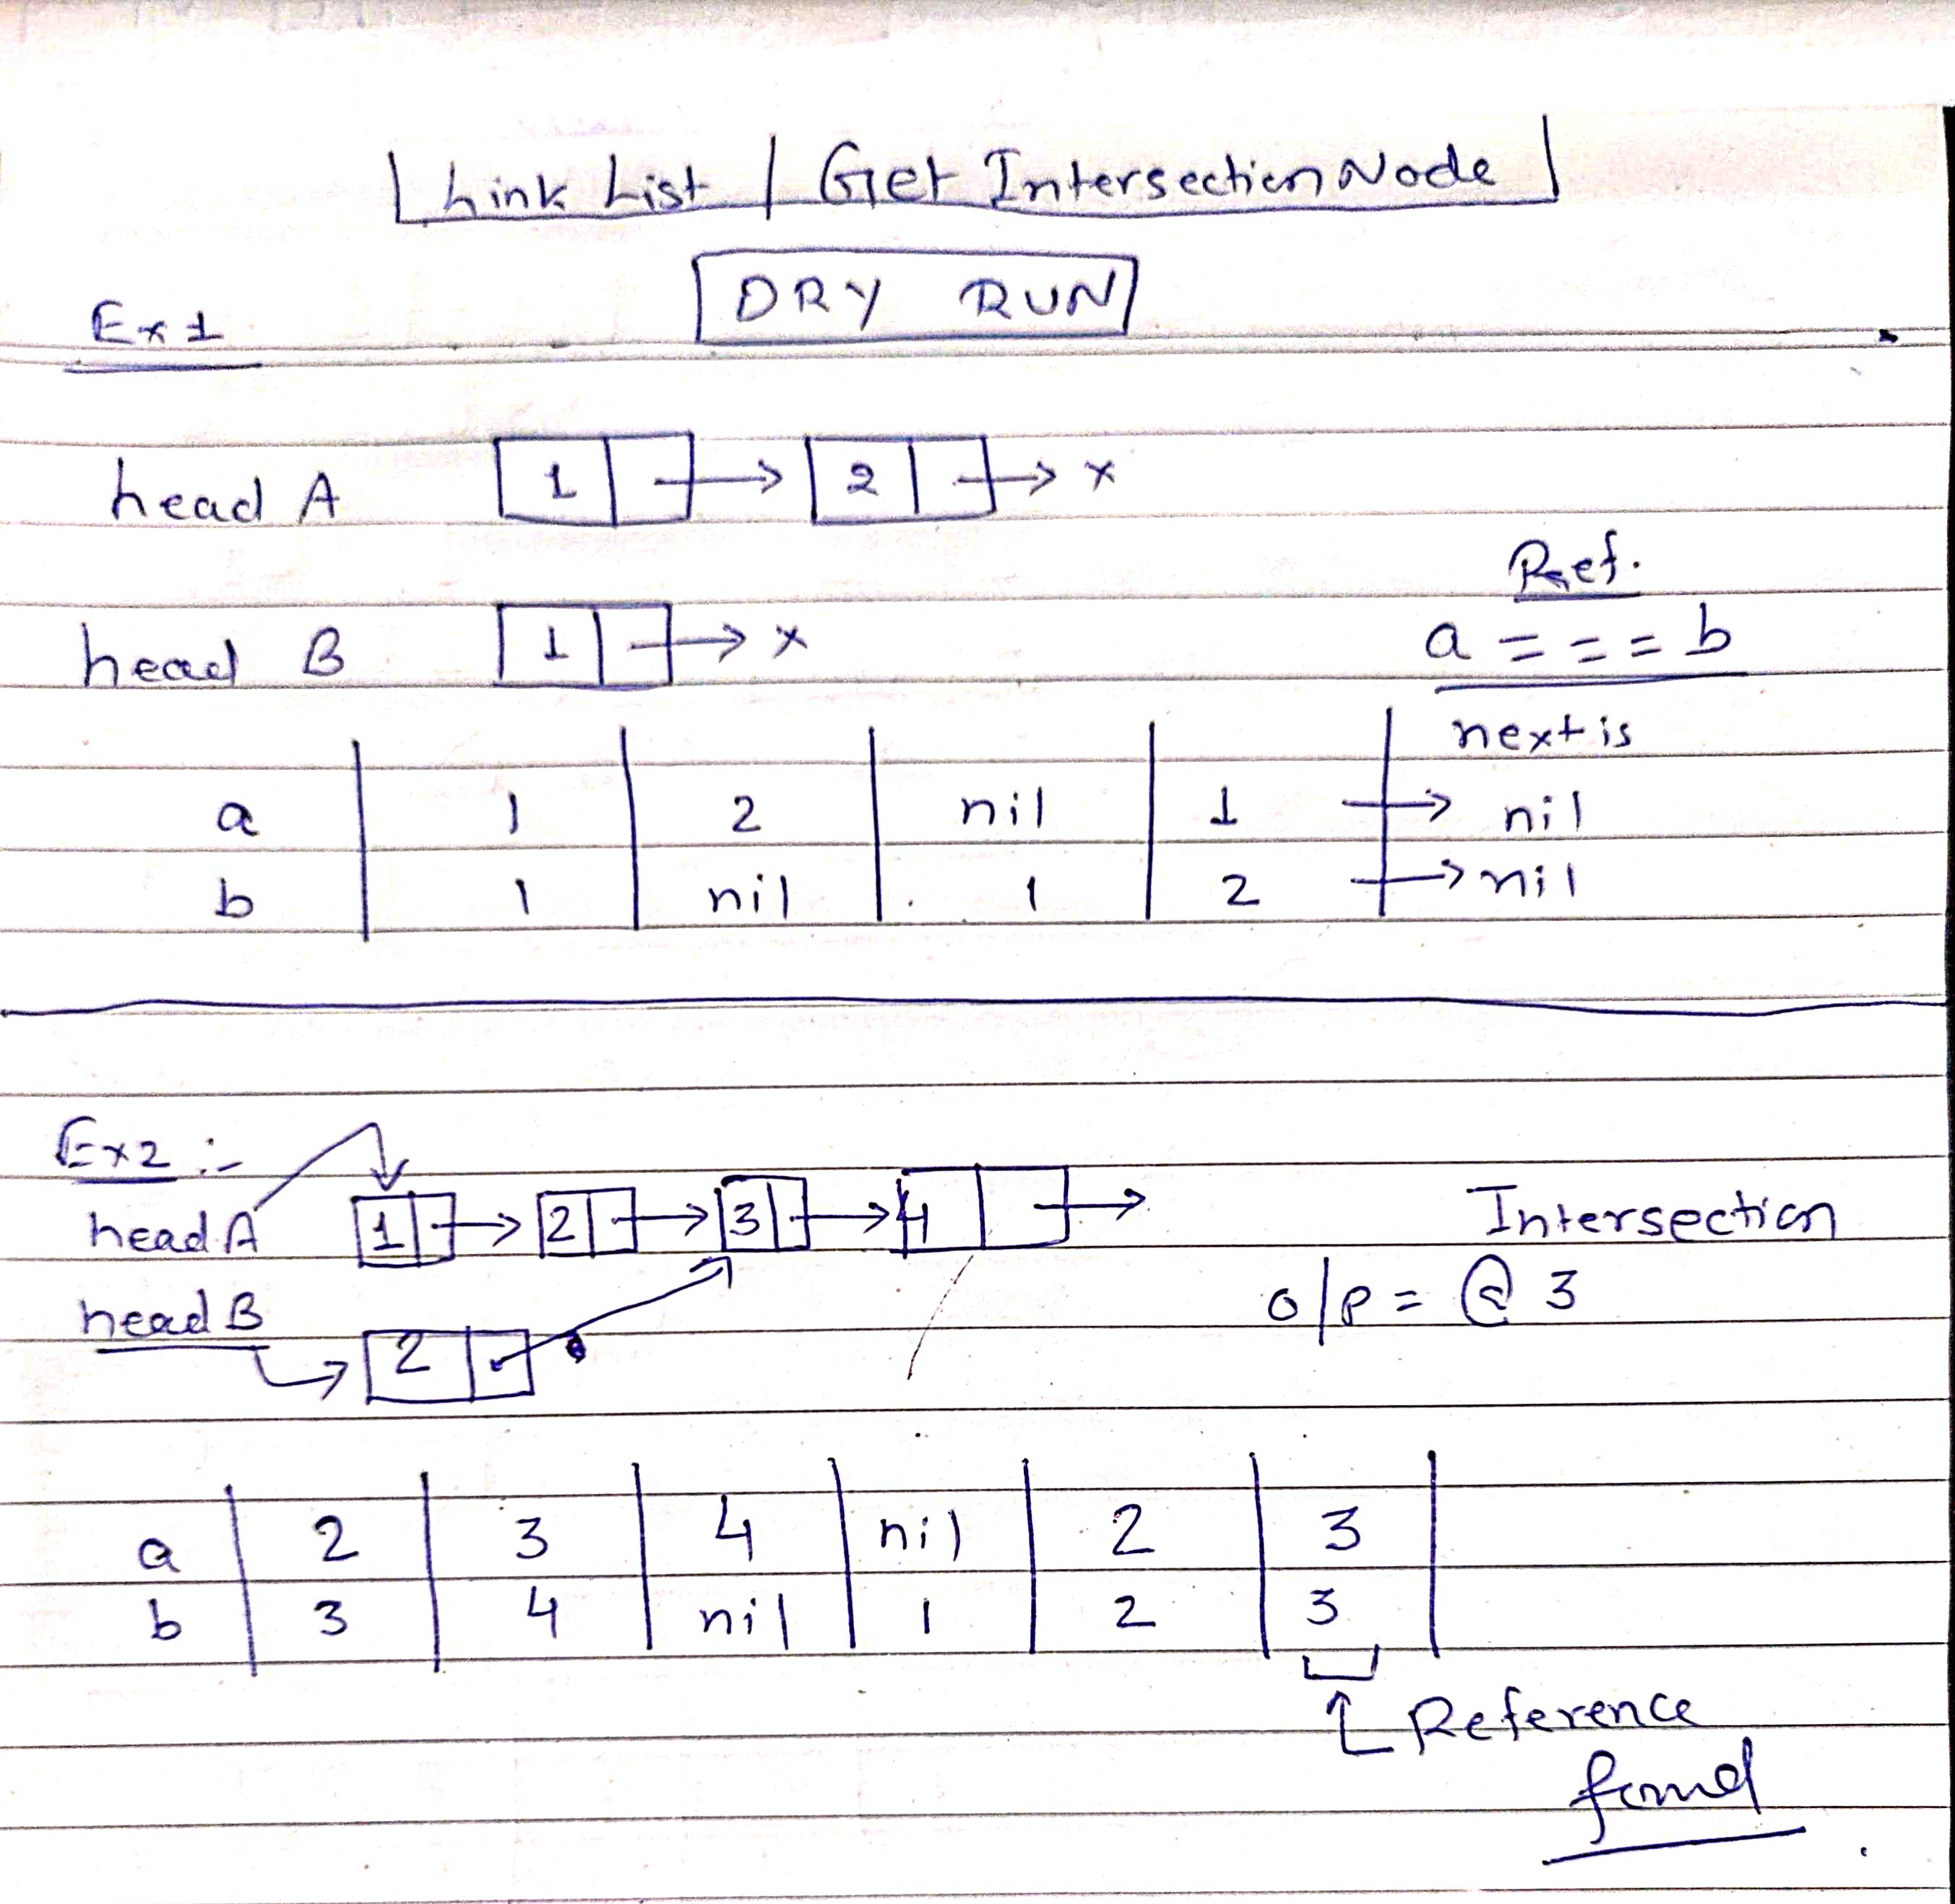 Link List | Get Intersection Node
DRY RUN
Ex 1
head A 1 → 2 → x
Ref.
head B 1 → x
a = = = b
next is
a | 1 | 2 | nil | 1 → nil
b | 1 | nil | 1 | 2 → nil
Ex 2 :-
head A 1 → 2 → 3 → 4 →
Intersection
head B
o/p = @ 3
2
a | 2 | 3 | 4 | nil | 2 | 3 |
b | 3 | 4 | nil | 1 | 2 | 3 |
Reference
found